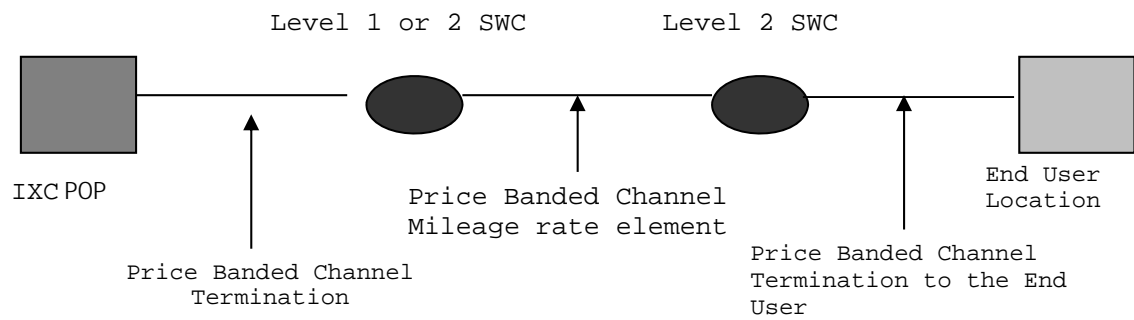 Level 1 or 2 SWC
Level 2 SWC
IXC POP
Price Banded Channel
Termination
Price Banded Channel
Mileage rate element
End User
Location
Price Banded Channel
Termination to the End
User